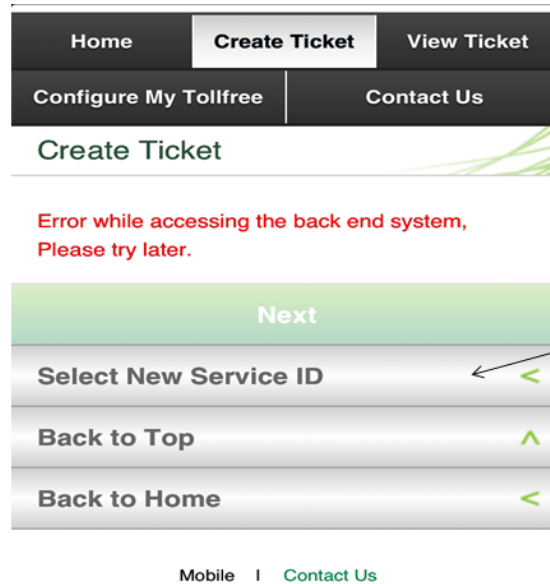 Home Create Ticket View Ticket
Configure My Tollfree Contact Us
Create Ticket
Error while accessing the back end system,
Please try later.
Next
Select New Service ID <
Back to Top ^
Back to Home <
Mobile | Contact Us